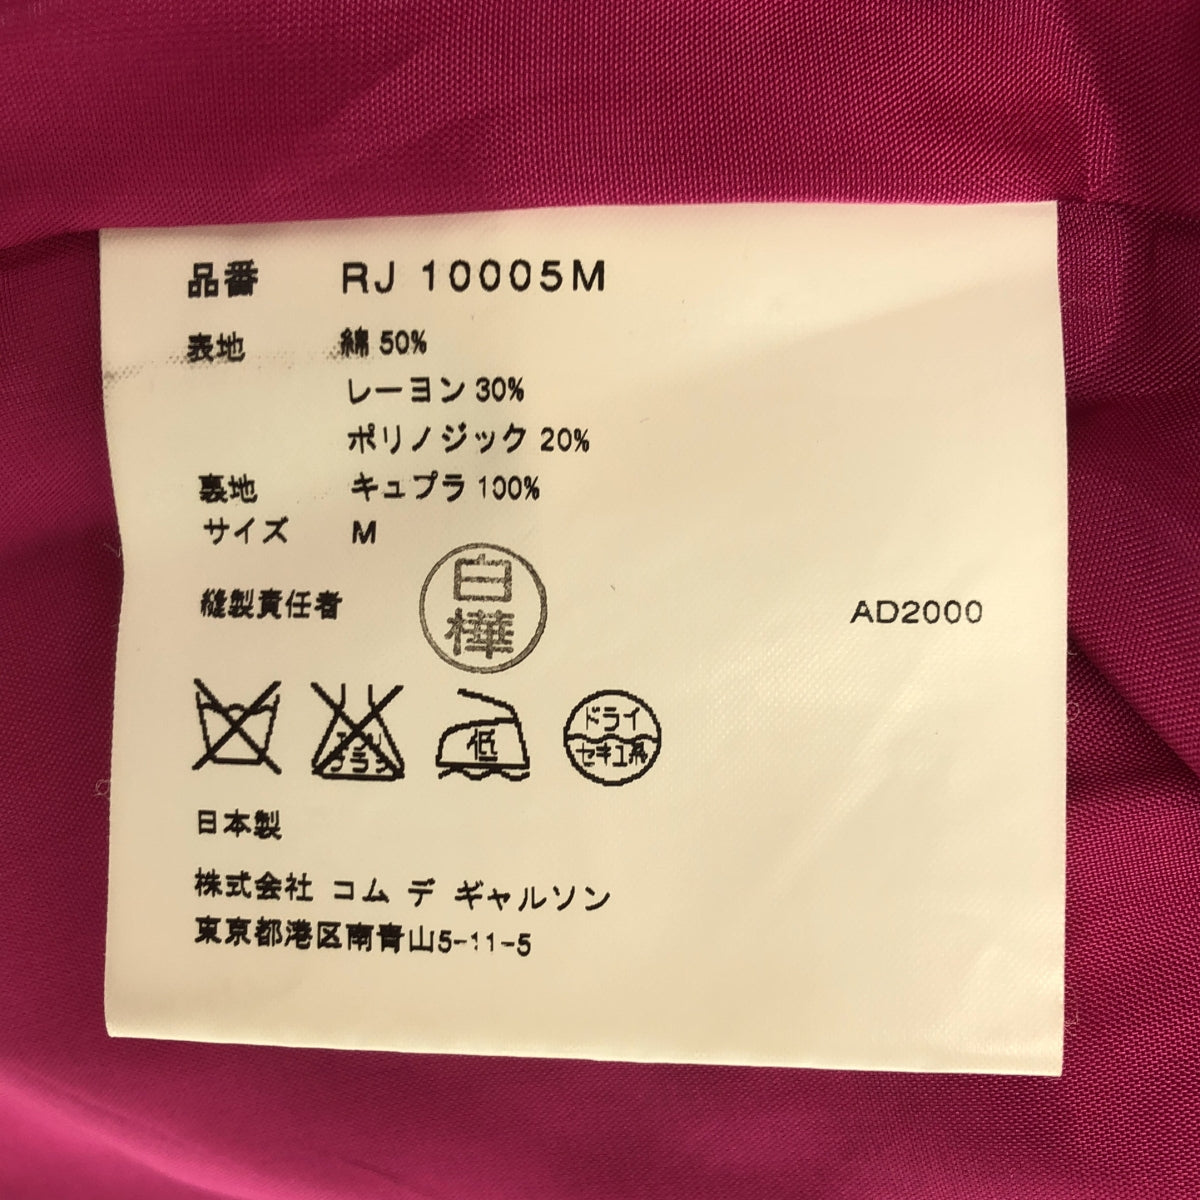 品番 RJ 10005M
表地 綿 50%
レーヨン 30%
ポリノジック 20%
裏地 キュプラ 100%
サイズ M
白樺
縫製責任者 AD2000
低
ドライ
セキユ系
日本製
株式会社 コム デ ギャルソン
東京都港区南青山5-11-5